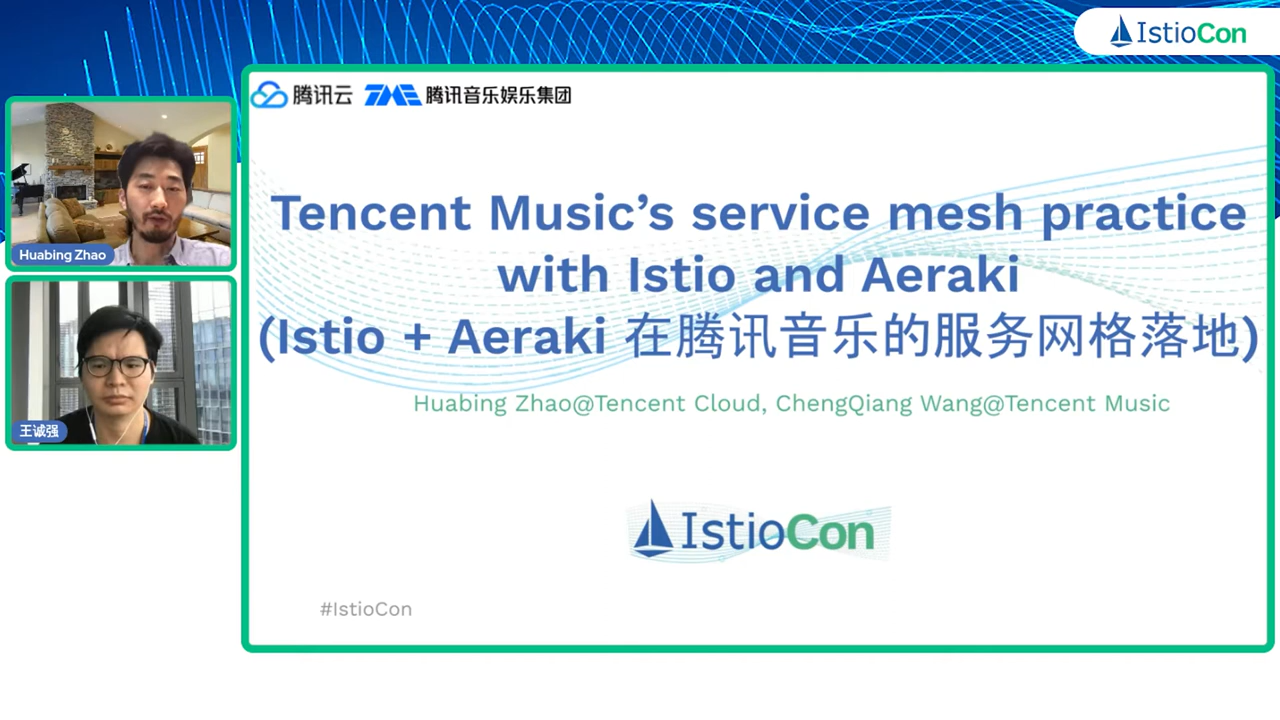 IstioCon
腾讯云 TME 腾讯音乐娱乐集团
Tencent Music’s service mesh practice
with Istio and Aeraki
(Istio + Aeraki 在腾讯音乐的服务网格落地)
Huabing Zhao@Tencent Cloud, ChengQiang Wang@Tencent Music
IstioCon
#IstioCon
Huabing Zhao
王诚强